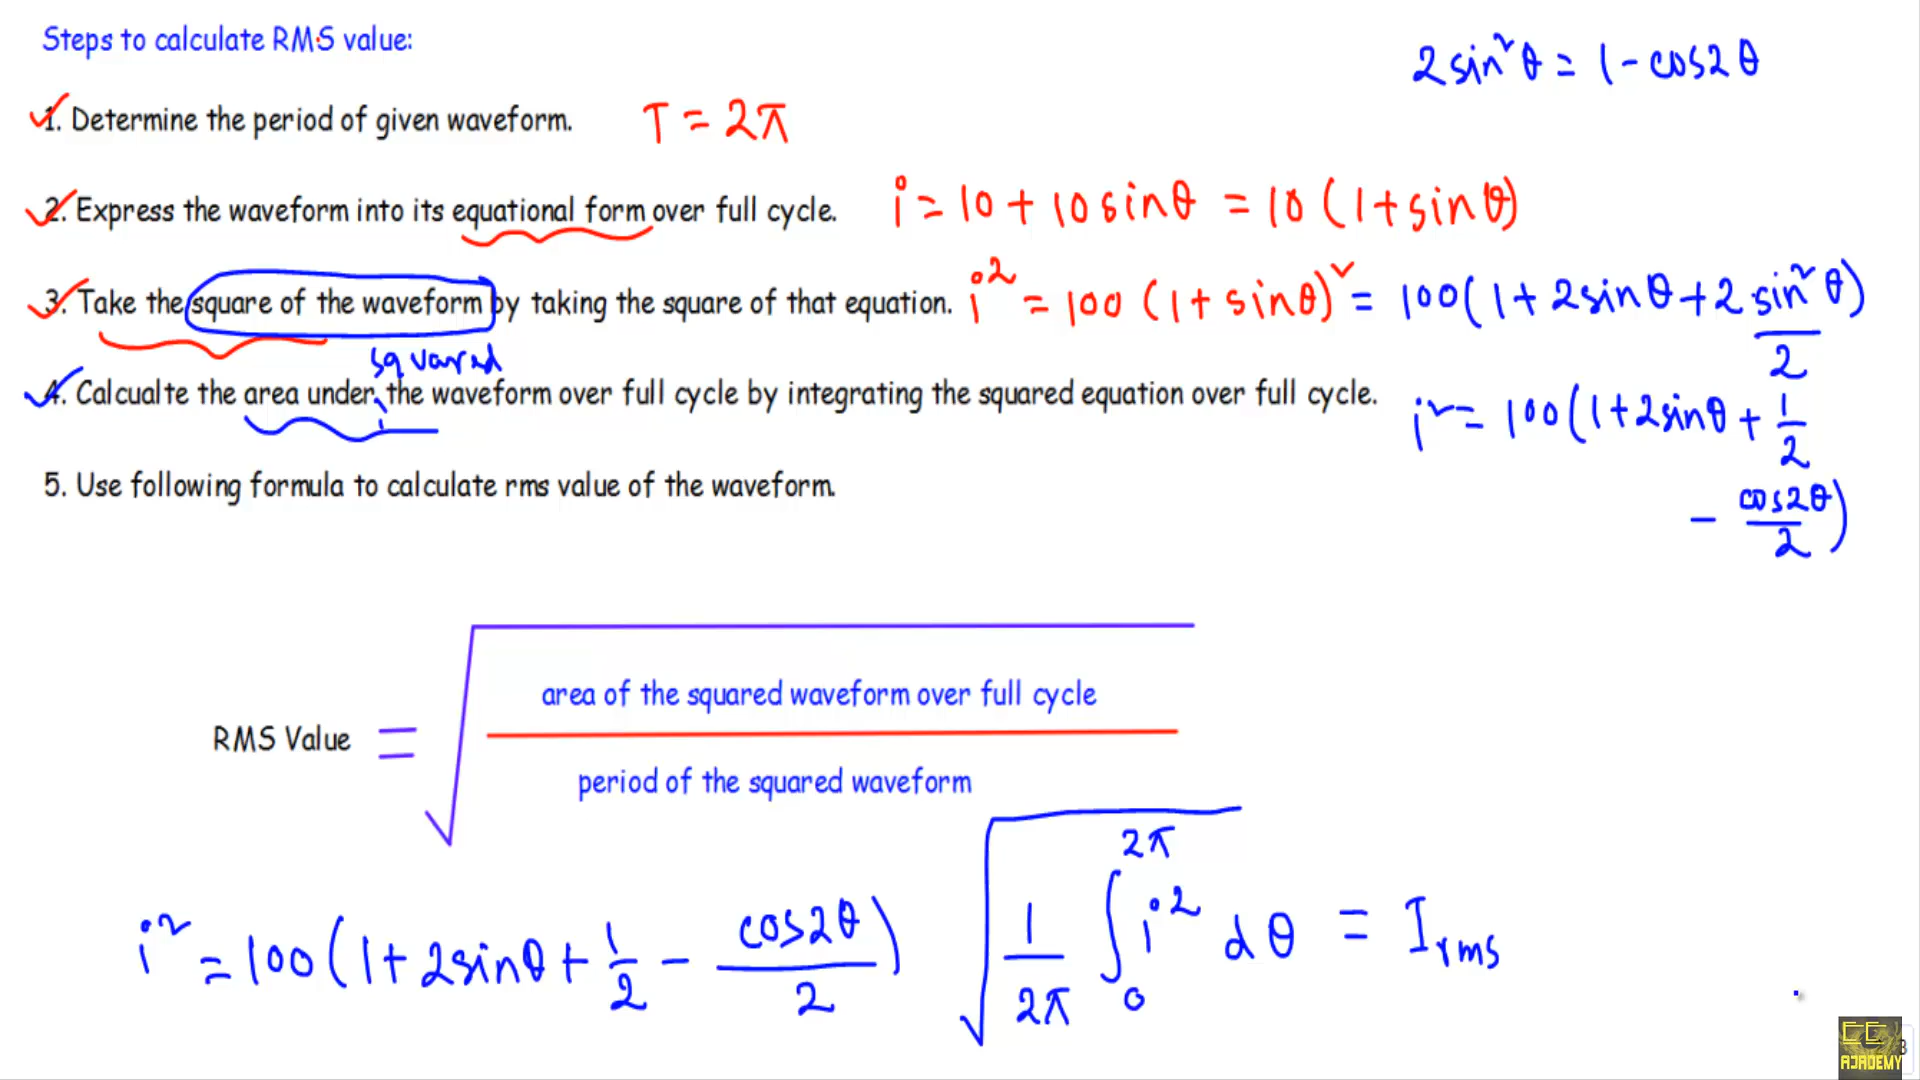 Steps to calculate RMS value:
2sin²θ = 1 - cos2θ
1. Determine the period of given waveform. T = 2π
2. Express the waveform into its equational form over full cycle. i = 10 + 10sinθ = 10(1+sinθ)
3. Take the square of the waveform by taking the square of that equation. i² = 100(1+sinθ)² = 100(1+2sinθ+2sin²θ/2)
squared
4. Calcualte the area under the waveform over full cycle by integrating the squared equation over full cycle. i² = 100(1+2sinθ + 1/2
- cos2θ/2)
5. Use following formula to calculate rms value of the waveform.
area of the squared waveform over full cycle
RMS Value =
period of the squared waveform
i² = 100(1+2sinθ+1/2 - cos2θ/2) √(1/2π ∫₀^2π i² dθ) = I rms
EE
ACADEMY